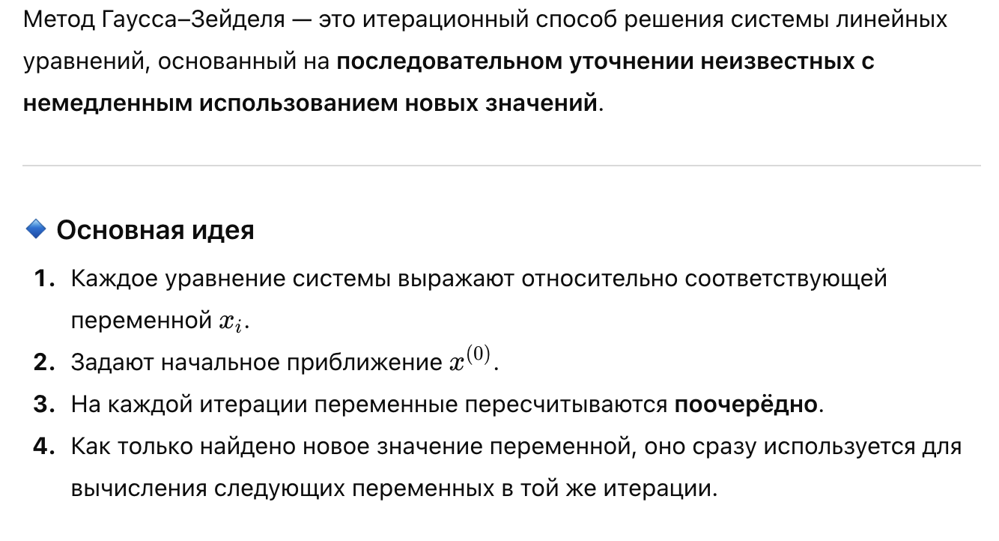 Метод Гаусса–Зейделя — это итерационный способ решения системы линейных
уравнений, основанный на последовательном уточнении неизвестных с
немедленным использованием новых значений.
🔷 Основная идея
1. Каждое уравнение системы выражают относительно соответствующей
переменной xᵢ.
2. Задают начальное приближение x⁽⁰⁾.
3. На каждой итерации переменные пересчитываются поочерёдно.
4. Как только найдено новое значение переменной, оно сразу используется для
вычисления следующих переменных в той же итерации.